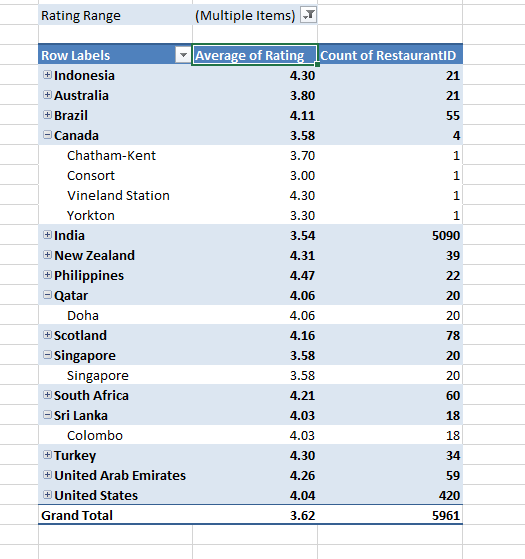 Rating Range (Multiple Items)
Row Labels Average of Rating Count of RestaurantID
Indonesia 4.30 21
Australia 3.80 21
Brazil 4.11 55
Canada 3.58 4
Chatham-Kent 3.70 1
Consort 3.00 1
Vineland Station 4.30 1
Yorkton 3.30 1
India 3.54 5090
New Zealand 4.31 39
Philippines 4.47 22
Qatar 4.06 20
Doha 4.06 20
Scotland 4.16 78
Singapore 3.58 20
Singapore 3.58 20
South Africa 4.21 60
Sri Lanka 4.03 18
Colombo 4.03 18
Turkey 4.30 34
United Arab Emirates 4.26 59
United States 4.04 420
Grand Total 3.62 5961